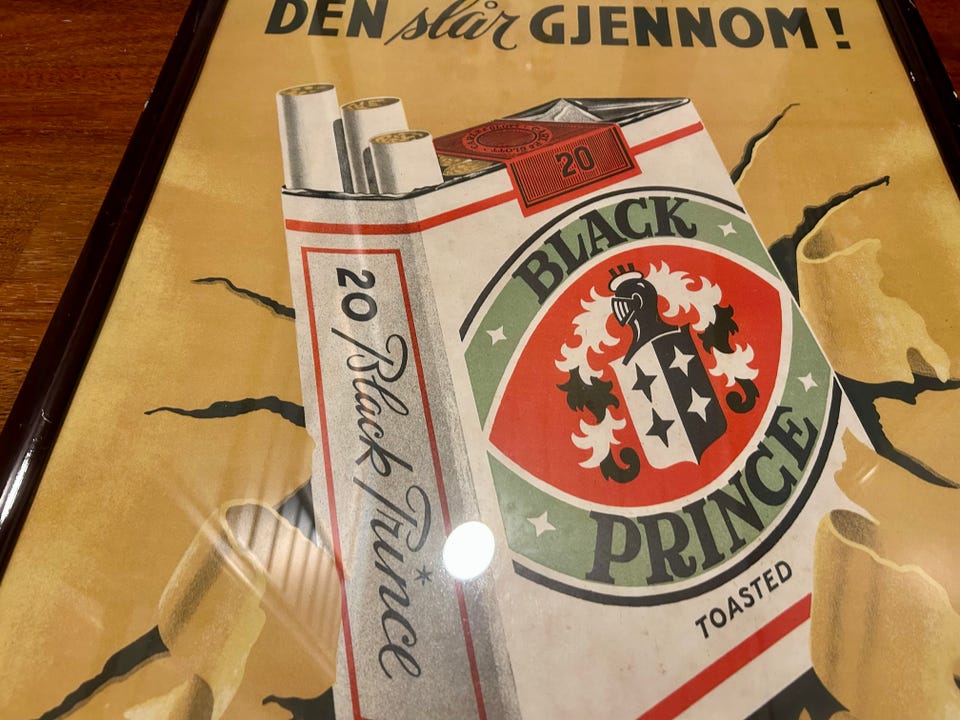 DEN slår GJENNOM!
20
BLACK
PRINCE
TOASTED
20 Black Prince